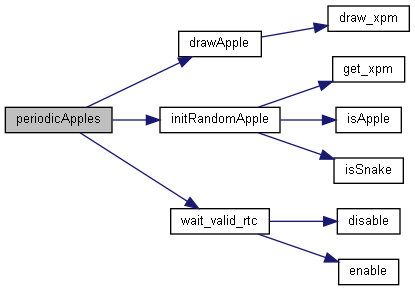 periodicApples
drawApple
draw_xpm
initRandomApple
get_xpm
isApple
isSnake
wait_valid_rtc
disable
enable